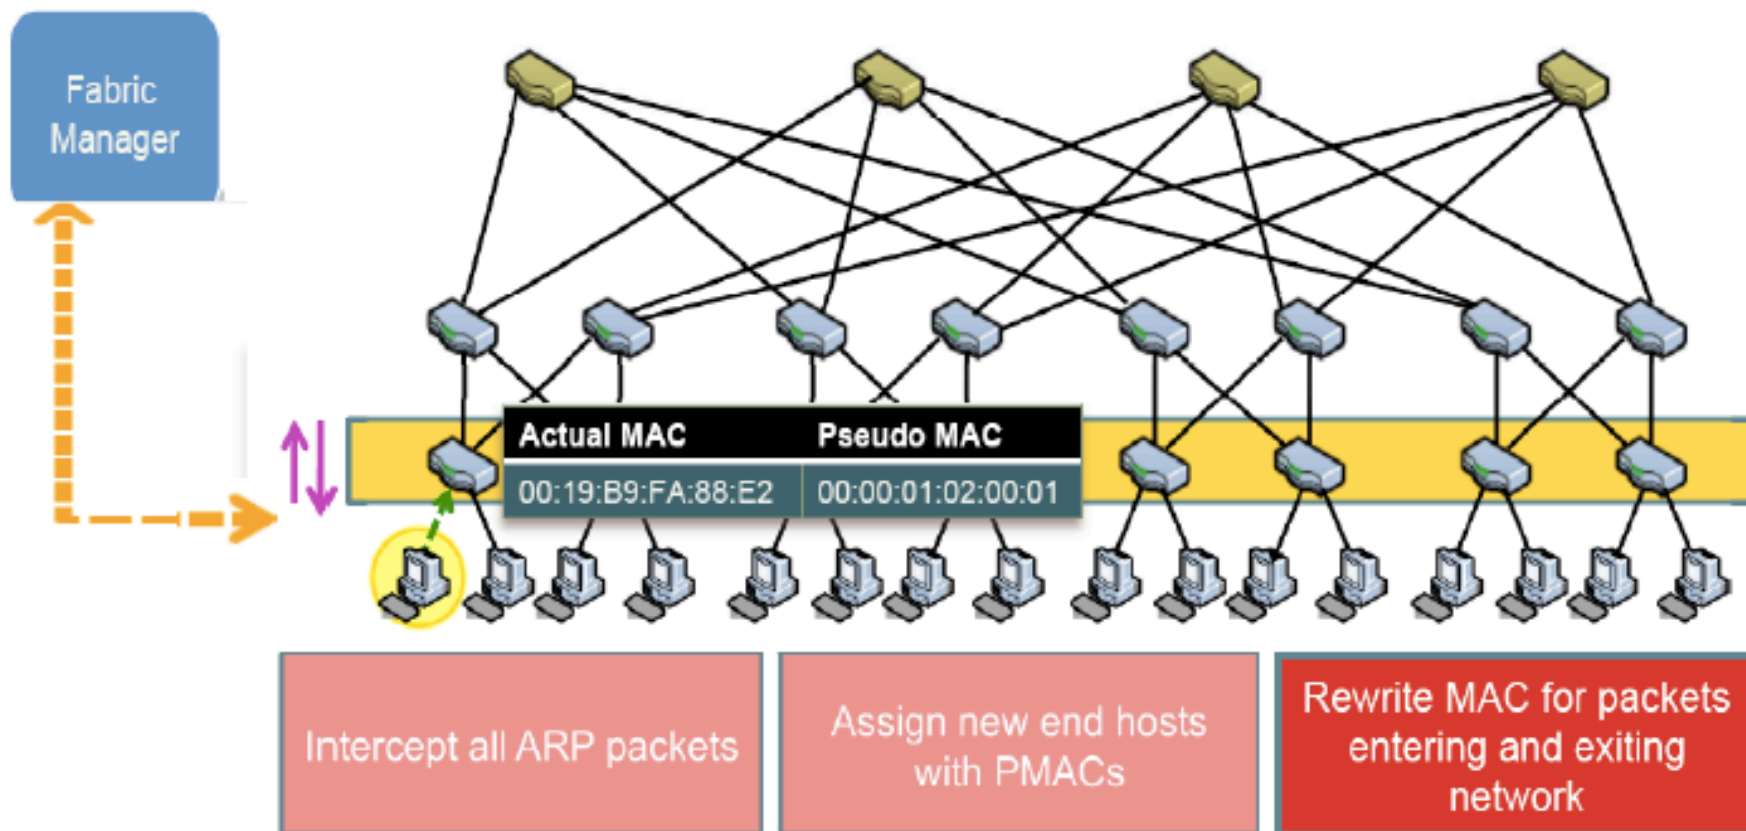 Fabric
Manager
Actual MAC
Pseudo MAC
00:19:B9:FA:88:E2
00:00:01:02:00:01
Intercept all ARP packets
Assign new end hosts
with PMACs
Rewrite MAC for packets
entering and exiting
network